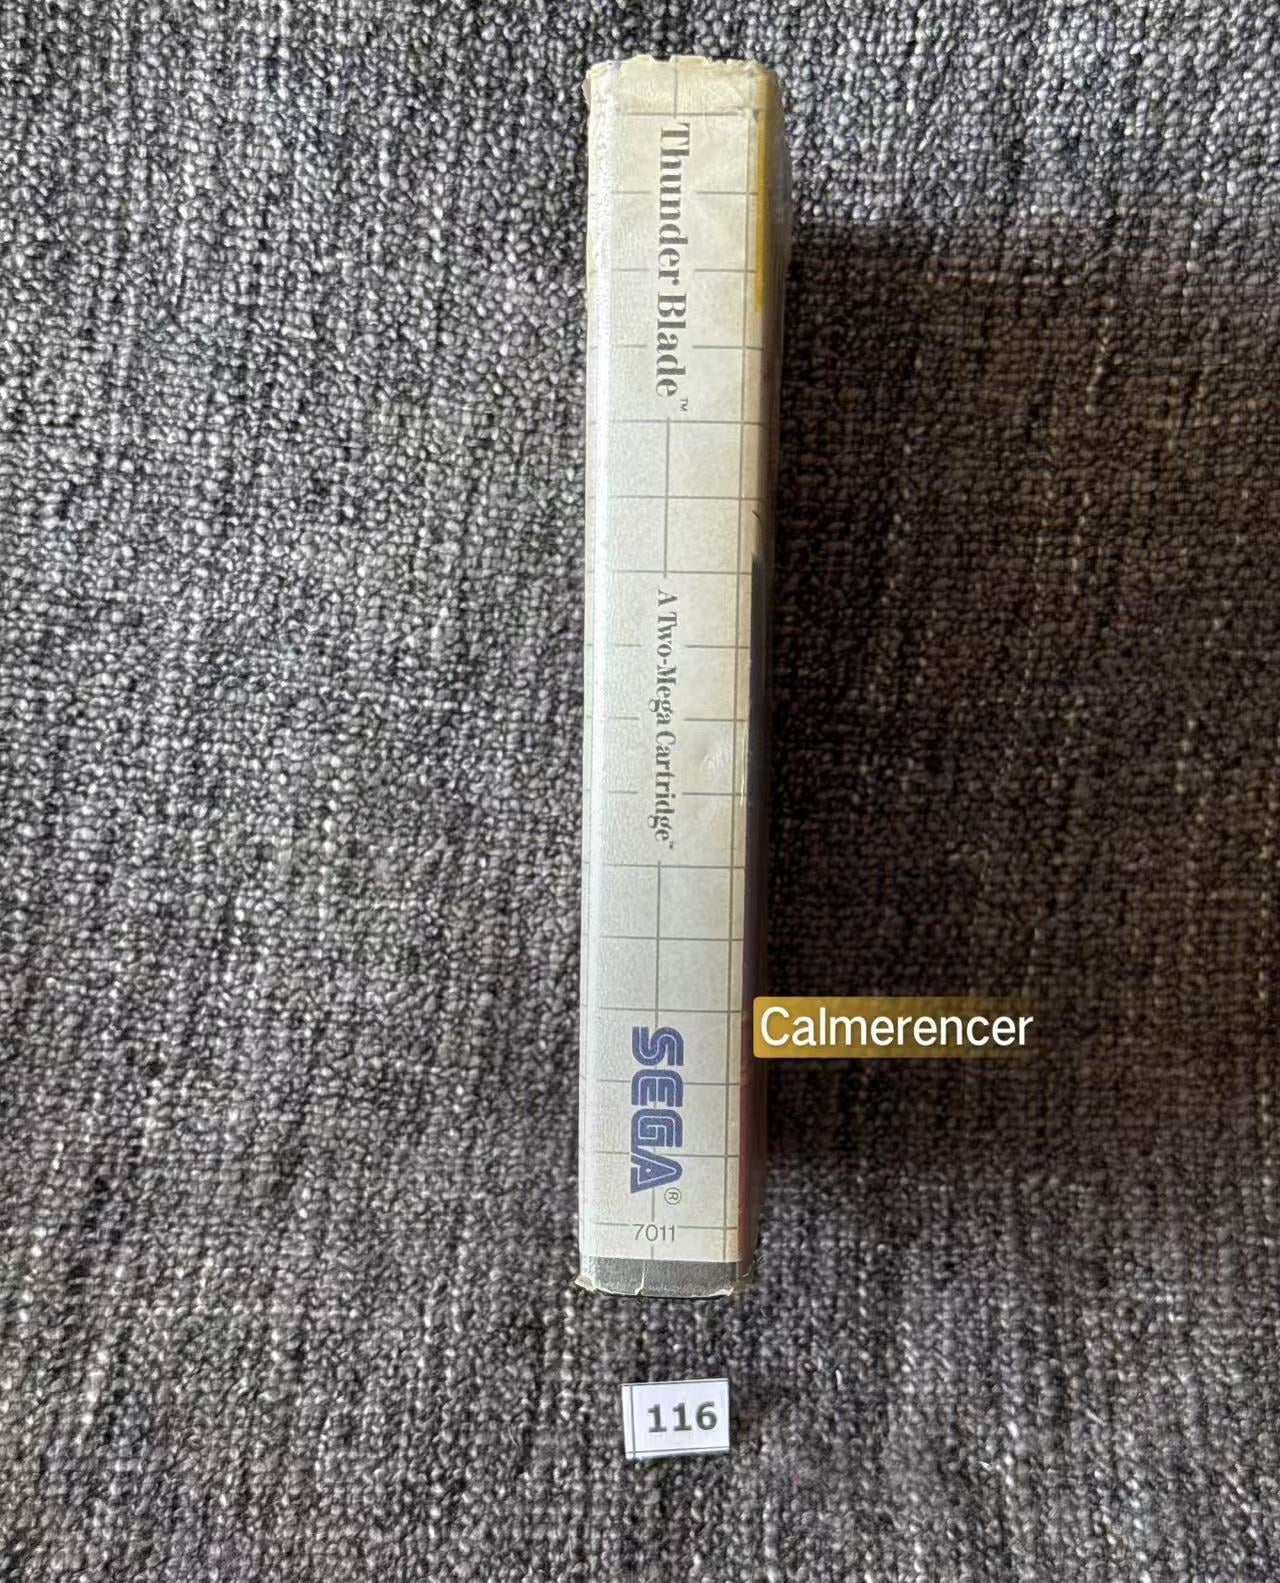 Thunder Blade™
A Two-Mega Cartridge™
SEGA®
7011
Calmerencer
116